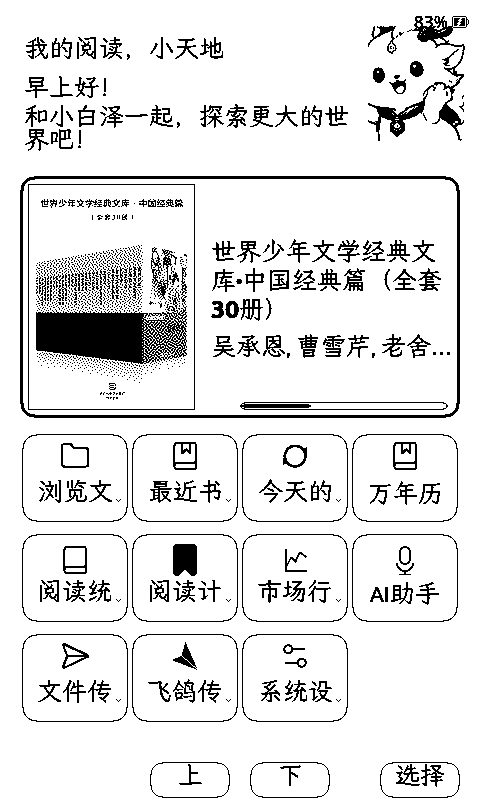 83%
我的阅读，小天地
早上好！
和小白泽一起，探索更大的世
界吧！
世界少年文学经典文库·中国经典篇
（全套30册）
世界少年文学经典文
库·中国经典篇（全套
30册）
吴承恩, 曹雪芹, 老舍...
浏览文
最近书
今天的
万年历
阅读统
阅读计
市场行
AI助手
文件传
飞鸽传
系统设
上
下
选择